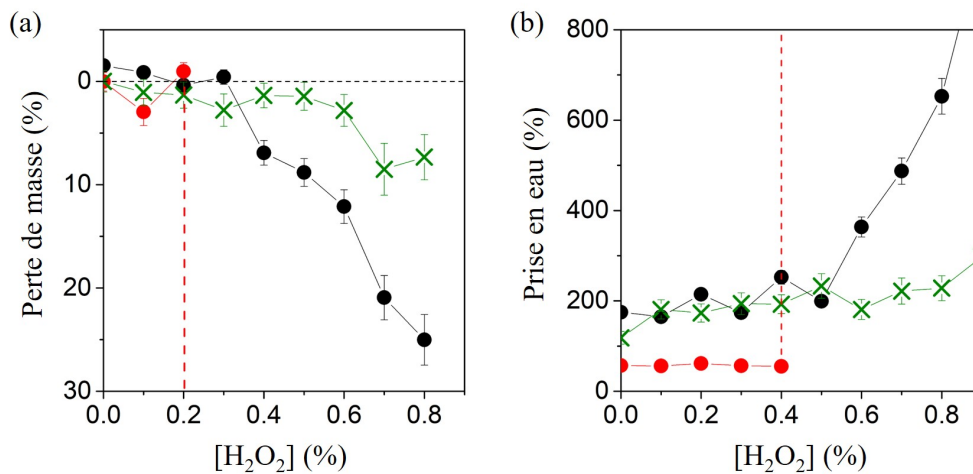 (a)
Perte de masse (%)
0
10
20
30
0.0 0.2 0.4 0.6 0.8
[H₂O₂] (%)
(b)
Prise en eau (%)
800
600
400
200
0
0.0 0.2 0.4 0.6 0.8
[H₂O₂] (%)